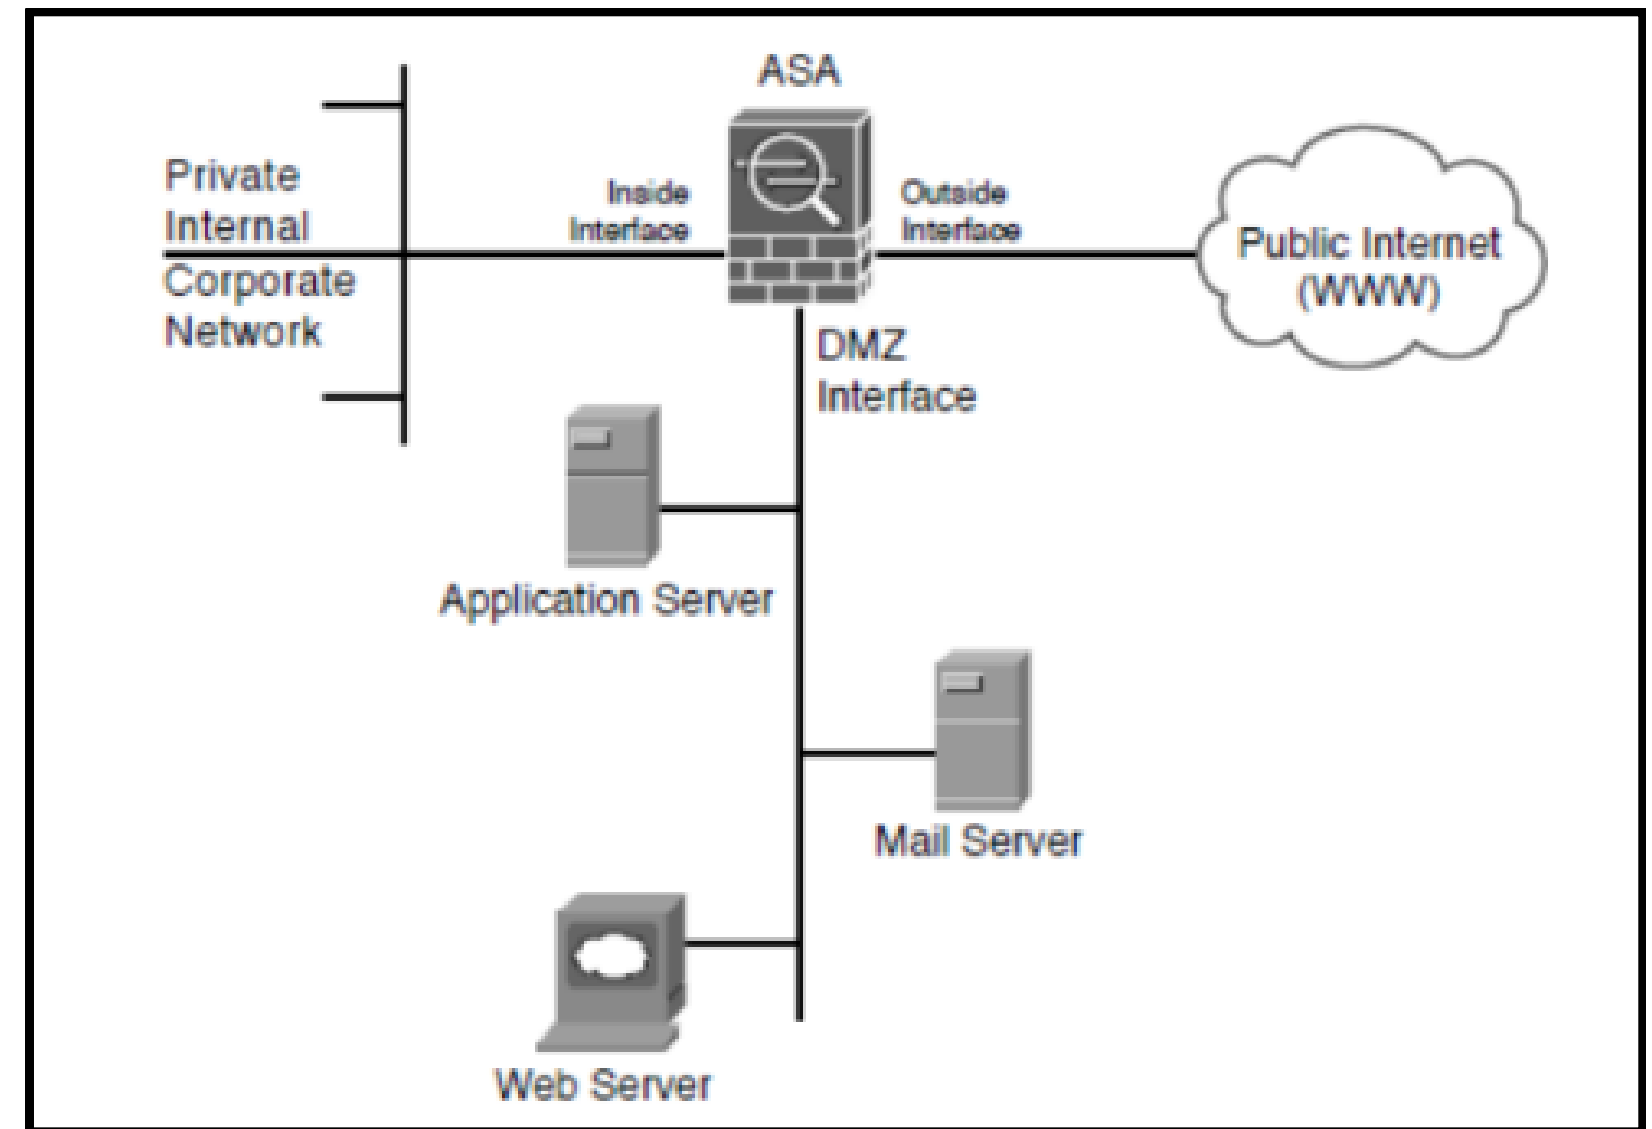 ASA
Private
Internal
Corporate
Network
Inside
Interface
Outside
Interface
Public Internet
(WWW)
DMZ
Interface
Application Server
Mail Server
Web Server